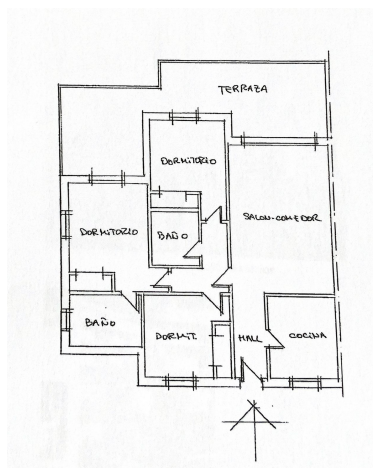 TERRAZA
DORMITORIO
SALON-COMEDOR
DORMITORIO
BAÑO
BAÑO
DORMIT.
HALL
COCINA